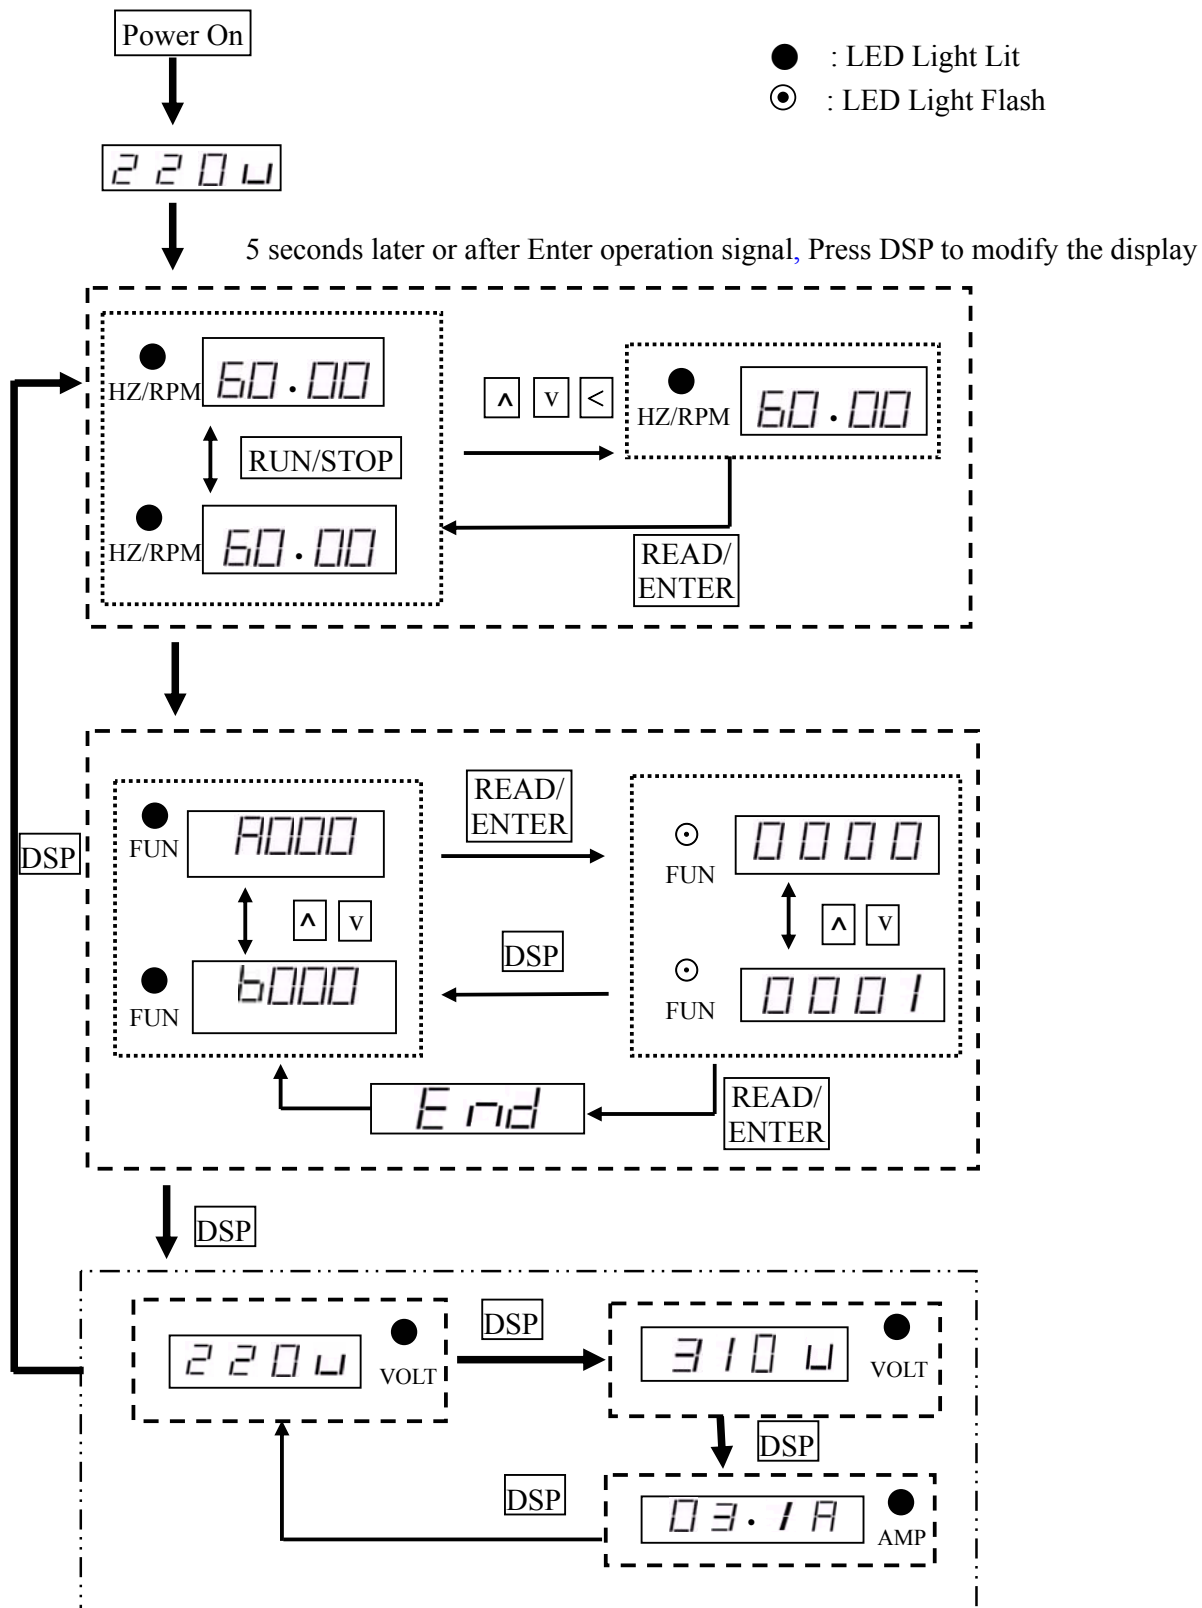 Power On
● : LED Light Lit
⊙ : LED Light Flash
220u
5 seconds later or after Enter operation signal, Press DSP to modify the display
HZ/RPM 60.00
RUN/STOP
HZ/RPM 60.00
^ v <
HZ/RPM 60.00
READ/
ENTER
DSP
FUN A000
^ v
FUN b000
READ/
ENTER
DSP
FUN 0000
^ v
FUN 0001
End
READ/
ENTER
DSP
220u VOLT
DSP
310u VOLT
DSP
DSP
03.1A AMP